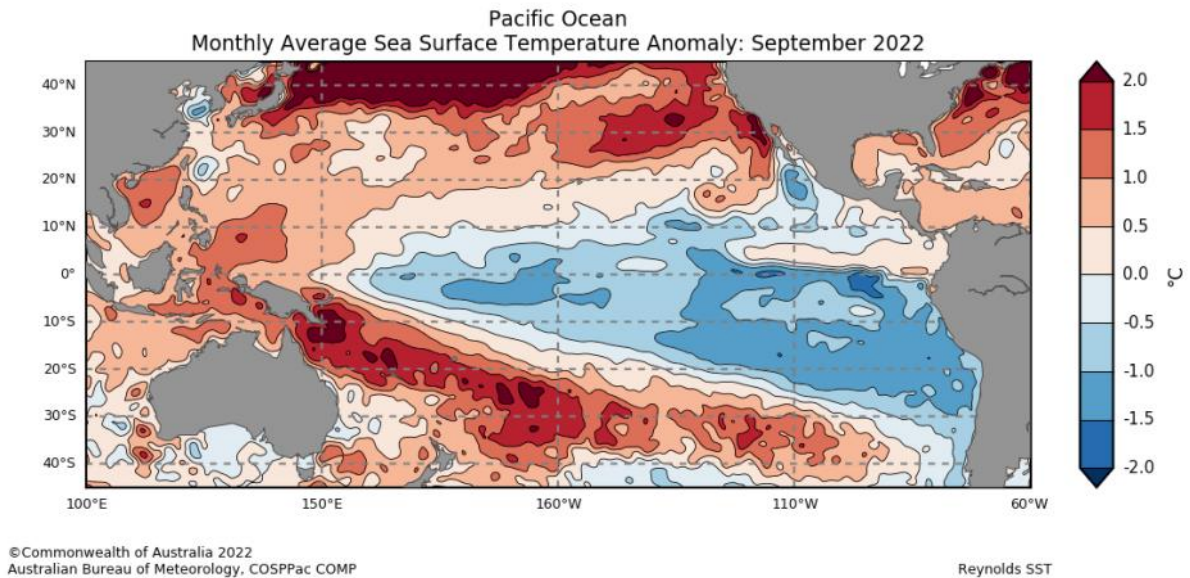 Pacific Ocean
Monthly Average Sea Surface Temperature Anomaly: September 2022
40°N
30°N
20°N
10°N
0°
10°S
20°S
30°S
40°S
100°E
150°E
160°W
110°W
60°W
2.0
1.5
1.0
0.5
0.0
-0.5
-1.0
-1.5
-2.0
°C
©Commonwealth of Australia 2022
Australian Bureau of Meteorology, COSPPac COMP
Reynolds SST